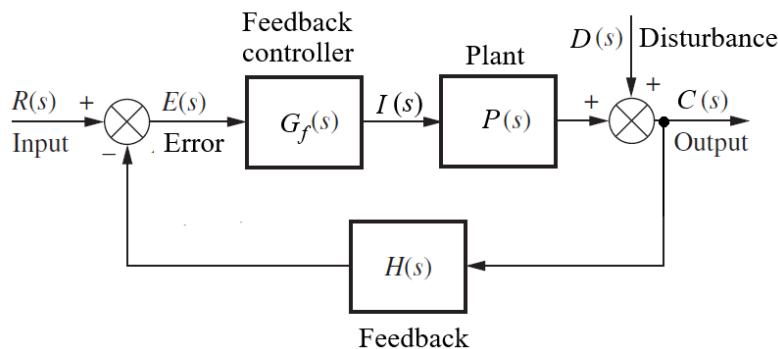 Feedback
controller
Plant
D(s) Disturbance
R(s) +
E(s)
I(s)
+
+
C(s)
Input
−
Error
G_f(s)
P(s)
Output
H(s)
Feedback